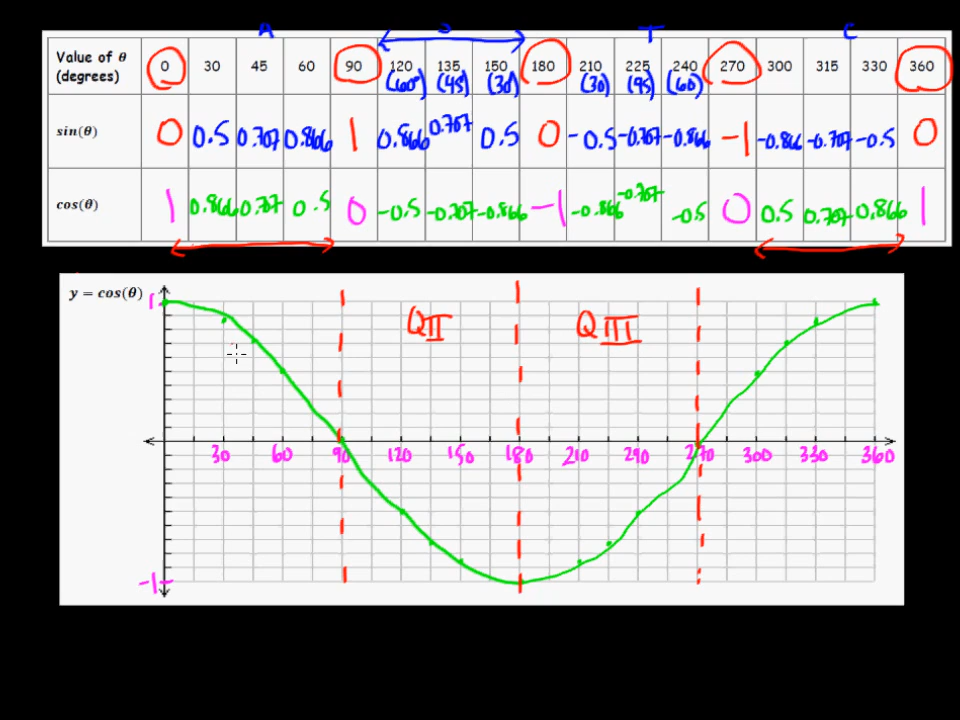 A T C
Value of θ (degrees) 0 30 45 60 90 120 135 150 180 210 225 240 270 300 315 330 360
(60°) (45) (30) (30) (45) (60)
sin(θ) 0 0.5 0.707 0.866 1 0.866 0.707 0.5 0 -0.5 -0.707 -0.866 -1 -0.866 -0.707 -0.5 0
cos(θ) 1 0.866 0.707 0.5 0 -0.5 -0.707 -0.866 -1 -0.866 -0.707 -0.5 0 0.5 0.707 0.866 1
y = cos(θ)
1
QII QIII
30 60 90 120 150 180 210 240 270 300 330 360
-1